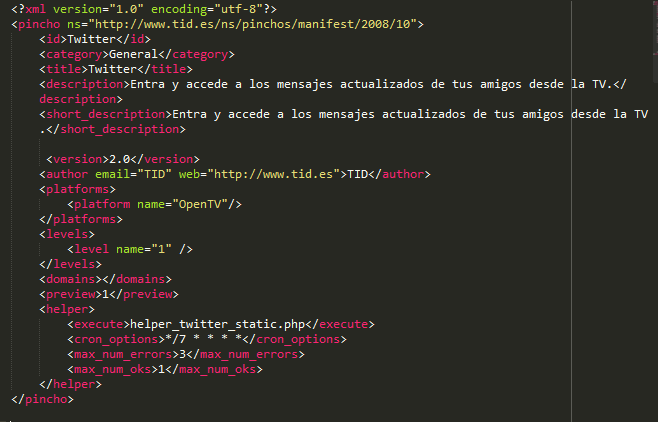 <?xml version="1.0" encoding="utf-8"?>
<pincho ns="http://www.tid.es/ns/pinchos/manifest/2008/10">
<id>Twitter</id>
<category>General</category>
<title>Twitter</title>
<description>Entra y accede a los mensajes actualizados de tus amigos desde la TV.</
description>
<short_description>Entra y accede a los mensajes actualizados de tus amigos desde la TV
.</short_description>
<version>2.0</version>
<author email="TID" web="http://www.tid.es">TID</author>
<platforms>
<platform name="OpenTV"/>
</platforms>
<levels>
<level name="1" />
</levels>
<domains></domains>
<preview>1</preview>
<helper>
<execute>helper_twitter_static.php</execute>
<cron_options>*/7 * * * *</cron_options>
<max_num_errors>3</max_num_errors>
<max_num_oks>1</max_num_oks>
</helper>
</pincho>